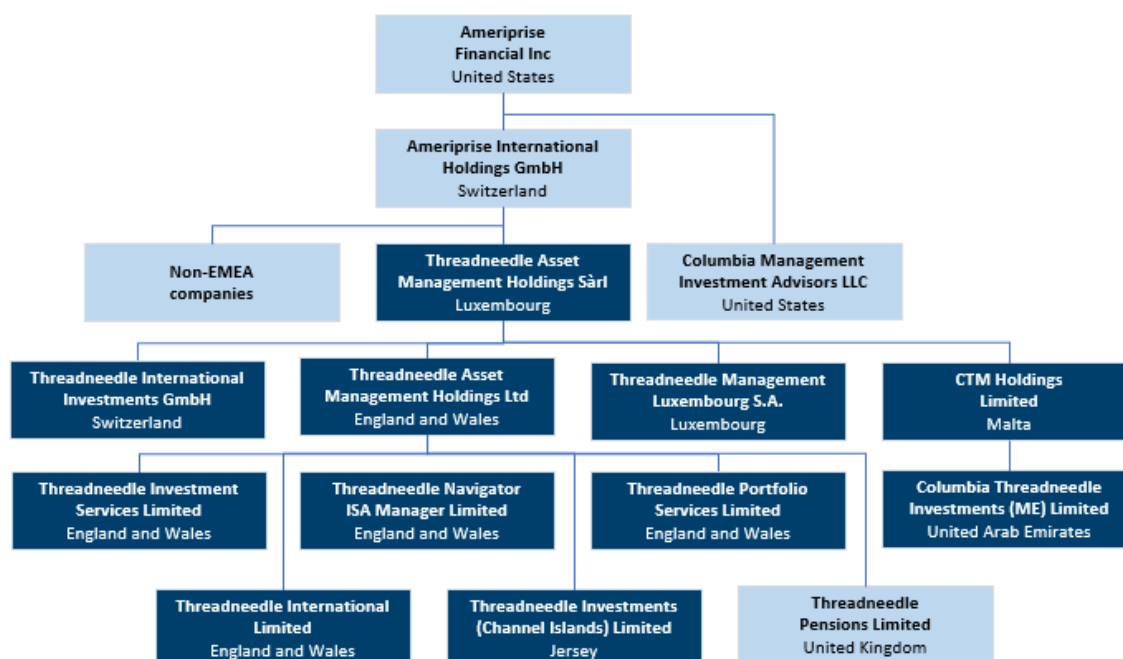 Ameriprise
Financial Inc
United States
Ameriprise International
Holdings GmbH
Switzerland
Non-EMEA
companies
Threadneedle Asset
Management Holdings Sàrl
Luxembourg
Columbia Management
Investment Advisors LLC
United States
Threadneedle International
Investments GmbH
Switzerland
Threadneedle Asset
Management Holdings Ltd
England and Wales
Threadneedle Management
Luxembourg S.A.
Luxembourg
CTM Holdings
Limited
Malta
Threadneedle Investment
Services Limited
England and Wales
Threadneedle Navigator
ISA Manager Limited
England and Wales
Threadneedle Portfolio
Services Limited
England and Wales
Columbia Threadneedle
Investments (ME) Limited
United Arab Emirates
Threadneedle International
Limited
England and Wales
Threadneedle Investments
(Channel Islands) Limited
Jersey
Threadneedle
Pensions Limited
United Kingdom